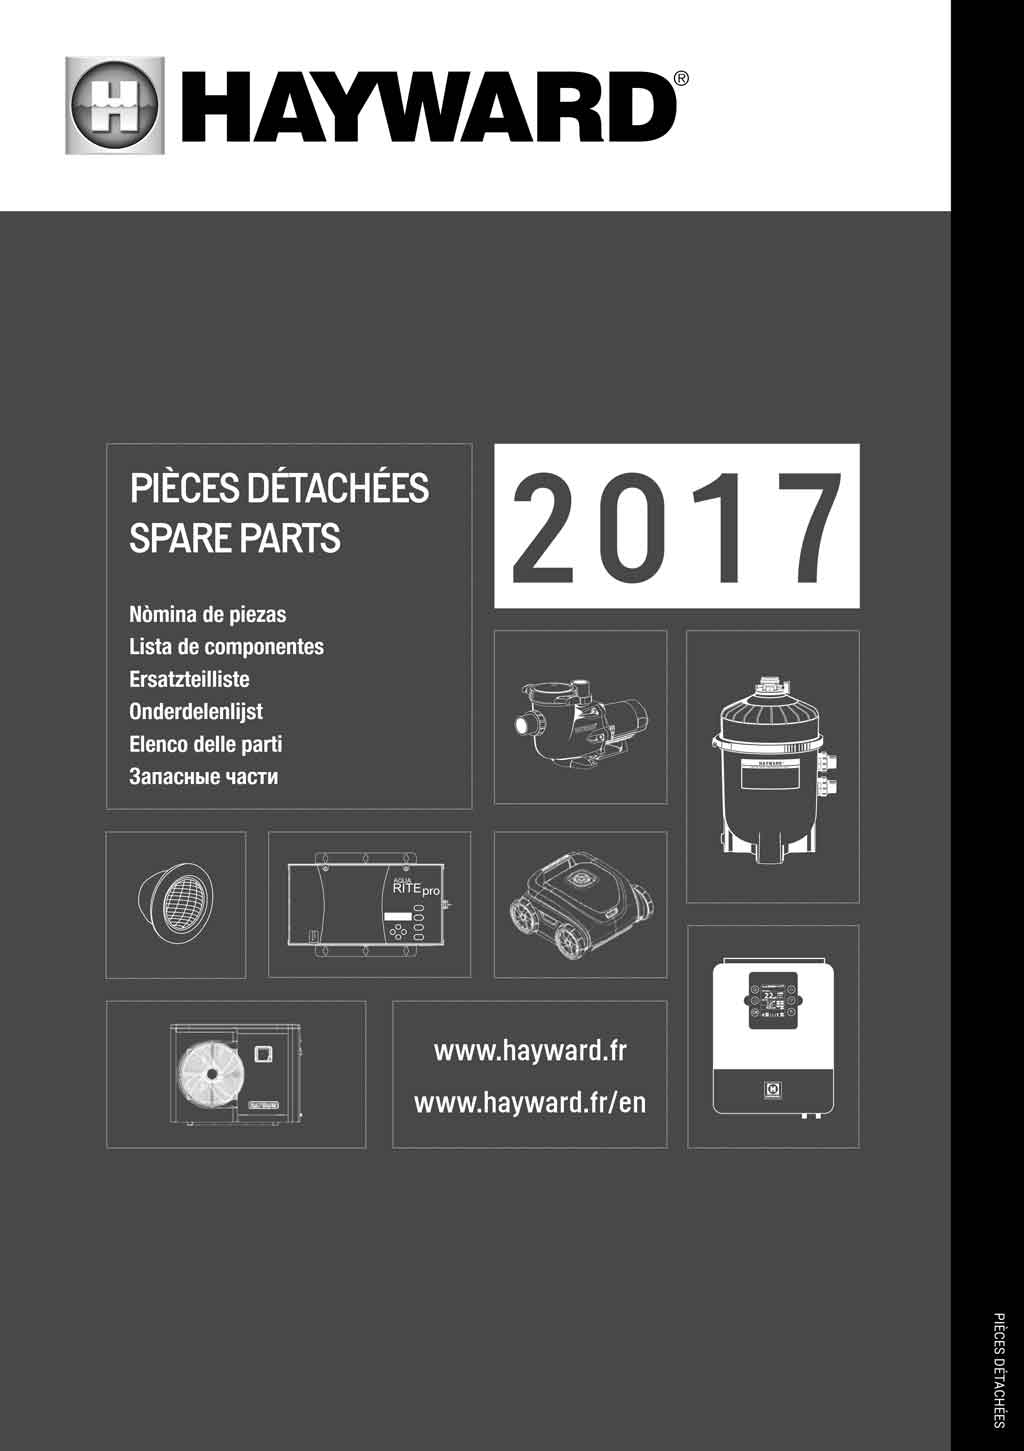 HAYWARD®
PIÈCES DÉTACHÉES
SPARE PARTS
2017
Nòmina de piezas
Lista de componentes
Ersatzteilliste
Onderdelenlijst
Elenco delle parti
Запасные части
HAYWARD
AQUA
RITE pro
www.hayward.fr
www.hayward.fr/en
PIÈCES DÉTACHÉES